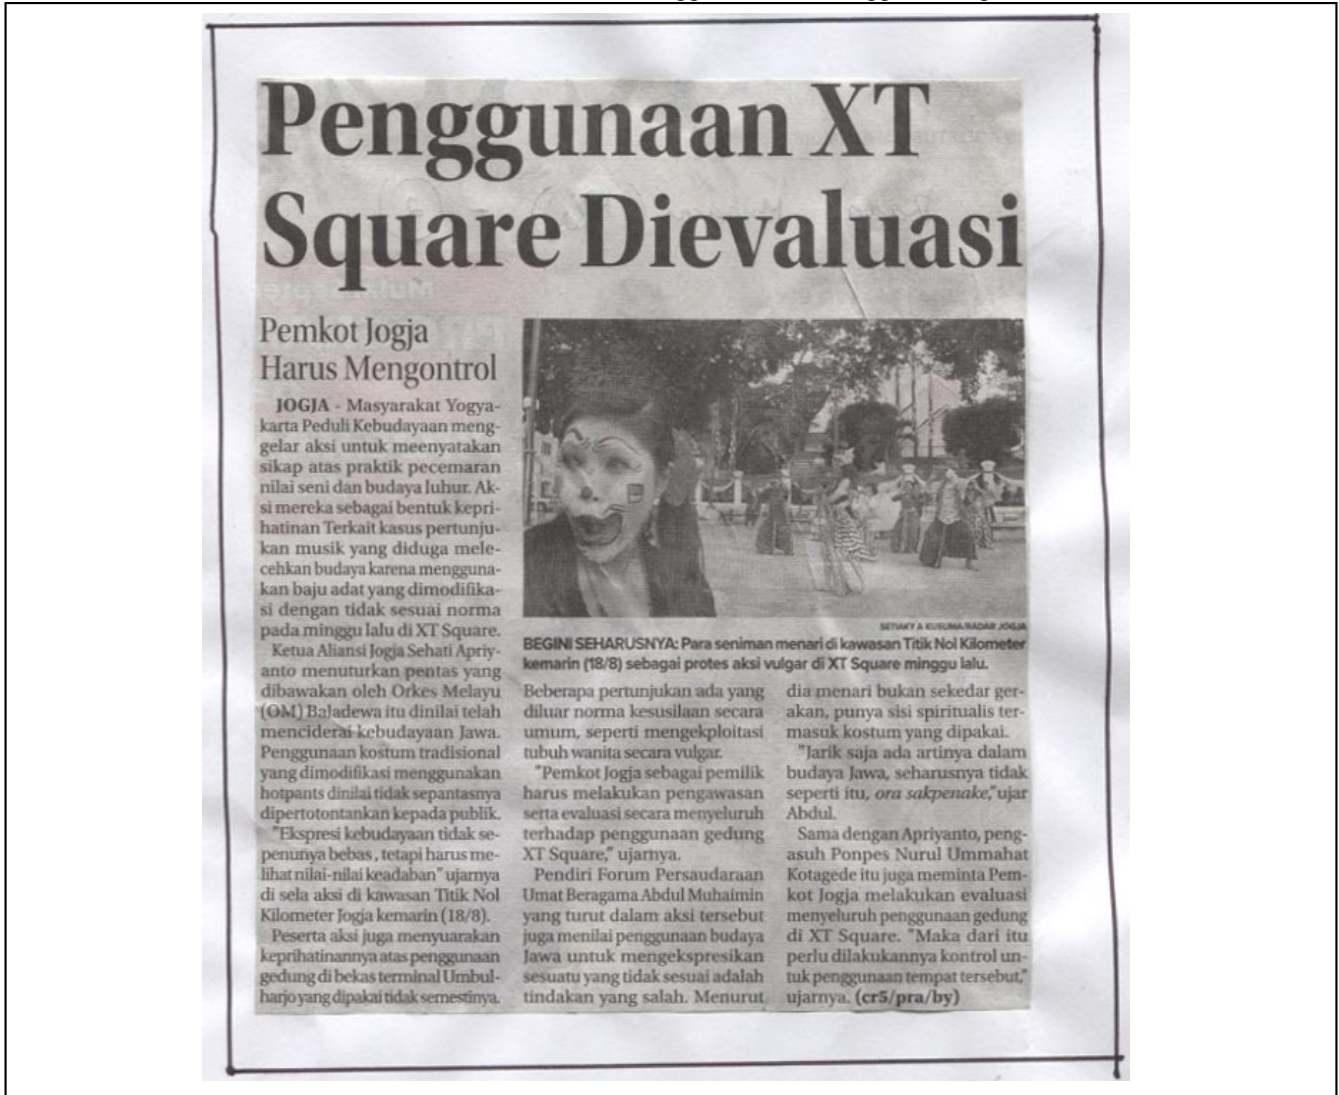 Penggunaan XT
Square Dievaluasi
Pemkot Jogja
Harus Mengontrol
JOGJA - Masyarakat Yogya-
karta Peduli Kebudayaan meng-
gelar aksi untuk meenyatakan
sikap atas praktik pecemaran
nilai seni dan budaya luhur. Ak-
si mereka sebagai bentuk kepri-
hatinan Terkait kasus pertunju-
kan musik yang diduga mele-
cehkan budaya karena mengguna-
kan baju adat yang dimodifika-
si dengan tidak sesuai norma
pada minggu lalu di XT Square.
Ketua Aliansi Jogja Sehati Apriy-
anto menuturkan pentas yang
dibawakan oleh Orkes Melayu
(OM) Baladewa itu dinilai telah
menciderai kebudayaan Jawa.
Penggunaan kostum tradisional
yang dimodifikasi menggunakan
hotpants dinilai tidak sepantasnya
dipertotontankan kepada publik.
"Ekspresi kebudayaan tidak se-
penunya bebas, tetapi harus me-
lihat nilai-nilai keadaban" ujarnya
di sela aksi di kawasan Titik Nol
Kilometer Jogja kemarin (18/8).
Peserta aksi juga menyuarakan
keprihatinannya atas penggunaan
gedung di bekas terminal Umbul-
harjo yang dipakai tidak semestinya.
SETIAKY A KUSUMA/RADAR JOGJA
BEGINI SEHARUSNYA: Para seniman menari di kawasan Titik Nol Kilometer
kemarin (18/8) sebagai protes aksi vulgar di XT Square minggu lalu.
Beberapa pertunjukan ada yang
diluar norma kesusilaan secara
umum, seperti mengekploitasi
tubuh wanita secara vulgar.
"Pemkot Jogja sebagai pemilik
harus melakukan pengawasan
serta evaluasi secara menyeluruh
terhadap penggunaan gedung
XT Square," ujarnya.
Pendiri Forum Persaudaraan
Umat Beragama Abdul Muhaimin
yang turut dalam aksi tersebut
juga menilai penggunaan budaya
Jawa untuk mengekspresikan
sesuatu yang tidak sesuai adalah
tindakan yang salah. Menurut
dia menari bukan sekedar ger-
akan, punya sisi spiritualis ter-
masuk kostum yang dipakai.
"Jarik saja ada artinya dalam
budaya Jawa, seharusnya tidak
seperti itu, ora sakpenake,"ujar
Abdul.
Sama dengan Apriyanto, peng-
asuh Ponpes Nurul Ummahat
Kotagede itu juga meminta Pem-
kot Jogja melakukan evaluasi
menyeluruh penggunaan gedung
di XT Square. "Maka dari itu
perlu dilakukannya kontrol un-
tuk penggunaan tempat tersebut,"
ujarnya. (cr5/pra/by)